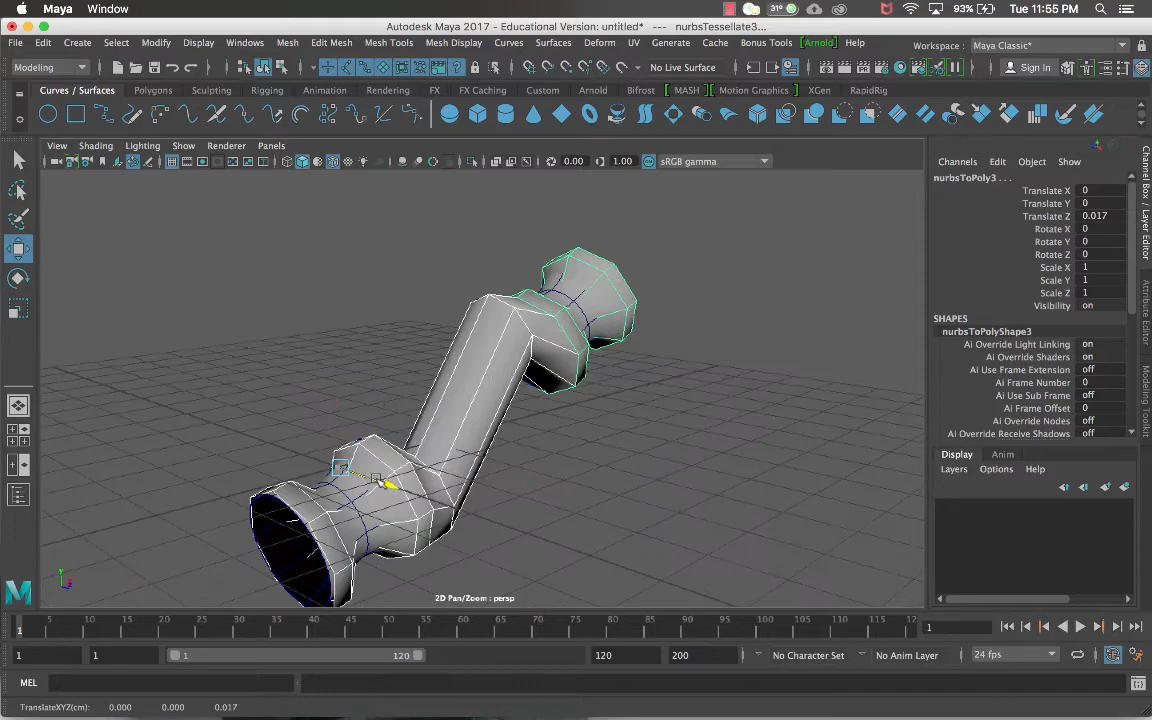 Maya Window 31° 93% Tue 11:55 PM
Autodesk Maya 2017 - Educational Version: untitled* --- nurbsTessellate3...
File Edit Create Select Modify Display Windows Mesh Edit Mesh Mesh Tools Mesh Display Curves Surfaces Deform UV Generate Cache Bonus Tools Arnold Help Workspace : Maya Classic*
Modeling No Live Surface Sign In
Curves / Surfaces Polygons Sculpting Rigging Animation Rendering FX FX Caching Custom Arnold Bifrost MASH Motion Graphics XGen RapidRig
View Shading Lighting Show Renderer Panels
0.00 1.00 sRGB gamma
Channels Edit Object Show
nurbsToPoly3 . . .
Translate X 0
Translate Y 0
Translate Z 0.017
Rotate X 0
Rotate Y 0
Rotate Z 0
Scale X 1
Scale Y 1
Scale Z 1
Visibility on
SHAPES
nurbsToPolyShape3
Ai Override Light Linking on
Ai Override Shaders on
Ai Use Frame Extension off
Ai Frame Number 0
Ai Use Sub Frame off
Ai Frame Offset 0
Ai Override Nodes off
Ai Override Receive Shadows off
Display Anim
Layers Options Help
Channel Box / Layer Editor
Attribute Editor
Modeling Toolkit
y
2D Pan/Zoom : persp
1 5 10 15 20 25 30 35 40 45 50 55 60 65 70 75 80 85 90 95 100 105 110 115 12
1
1 1 1 120 120 200 No Character Set No Anim Layer 24 fps
MEL
TranslateXYZ(cm): 0.000 0.000 0.017